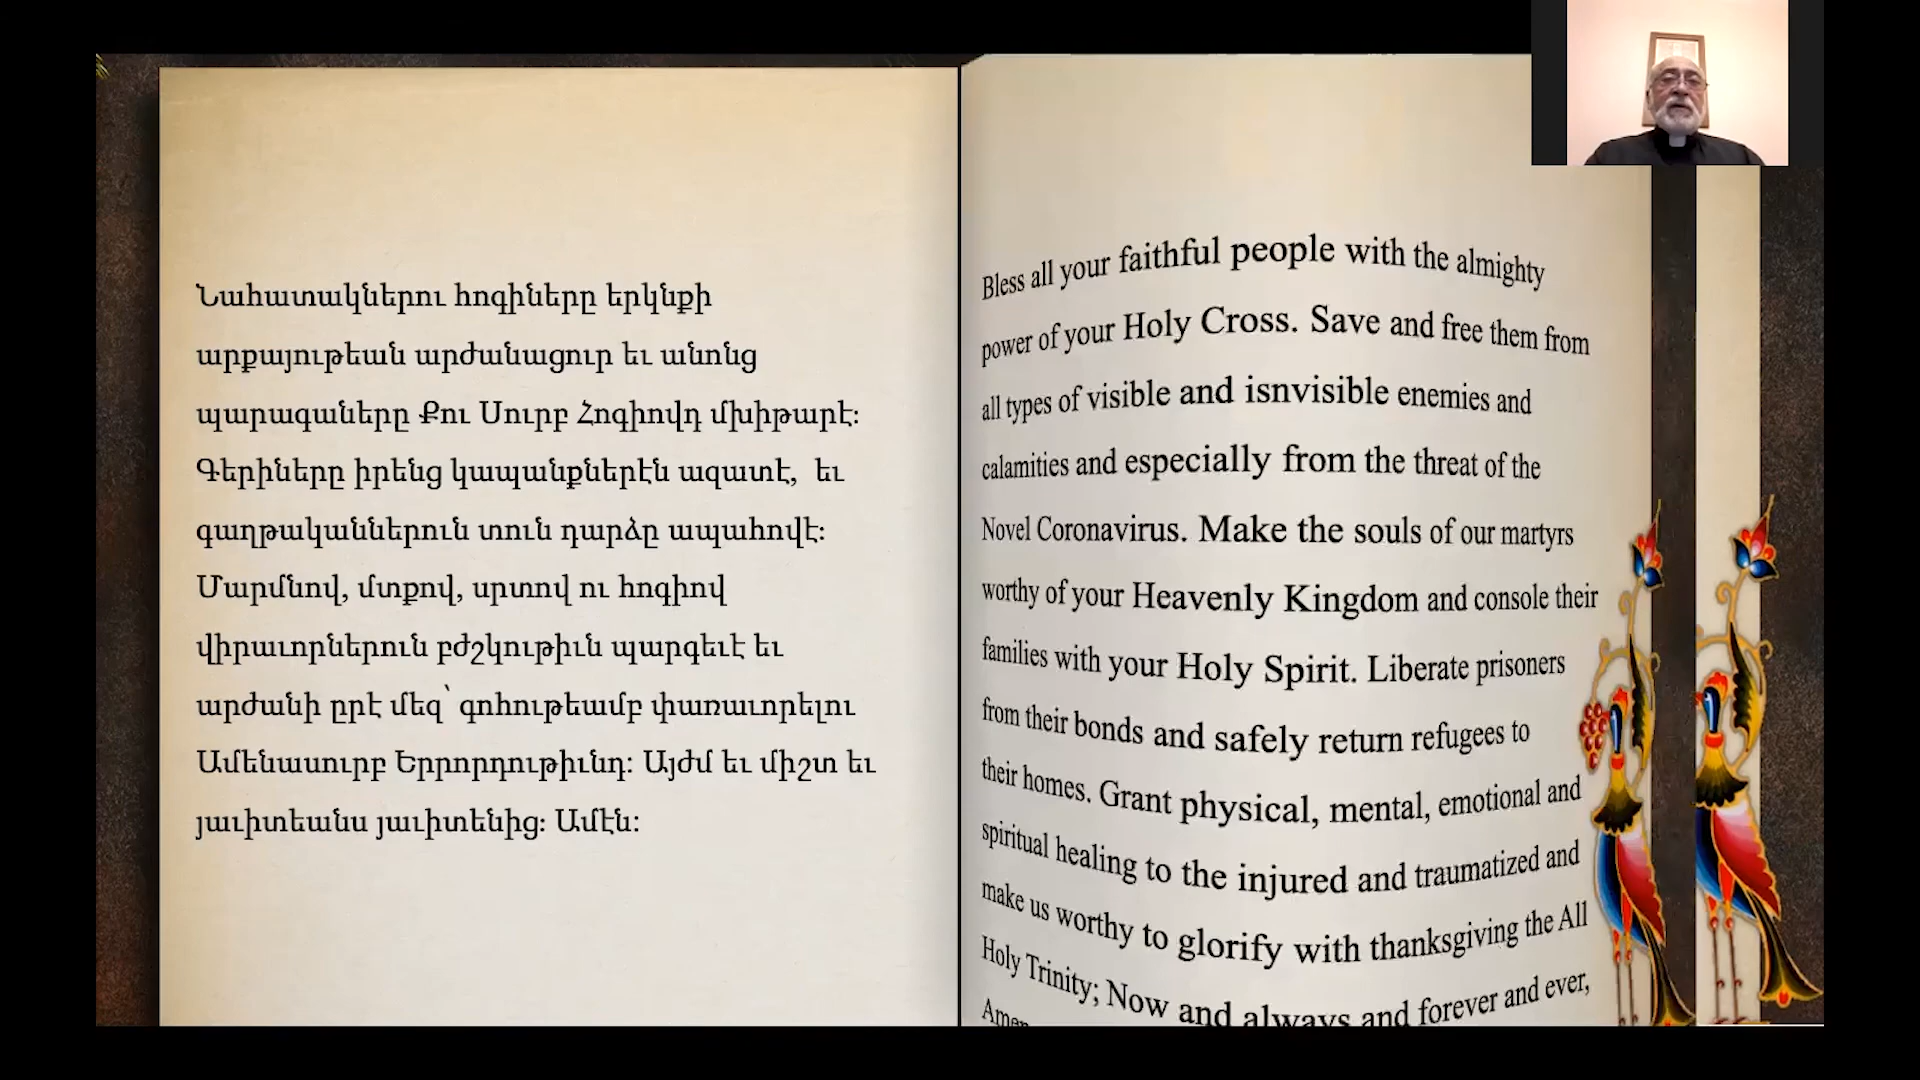 Նահատակներու հոգիները երկնքի
արքայութեան արժանացուր եւ անոնց
պարագաները Քու Սուրբ Հոգիովդ մխիթարէ։
Գերիները իրենց կապանքներէն ազատէ, եւ
գաղթականներուն տուն դարձը ապահովէ։
Մարմնով, մտքով, սրտով ու հոգիով
վիրաւորներուն բժշկութիւն պարգեւէ եւ
արժանի ըրէ մեզ՝ գոհութեամբ փառաւորելու
Ամենասուրբ Երրորդութիւնդ։ Այժմ եւ միշտ եւ
յաւիտեանս յաւիտենից։ Ամէն։
Bless all your faithful people with the almighty
power of your Holy Cross. Save and free them from
all types of visible and isnvisible enemies and
calamities and especially from the threat of the
Novel Coronavirus. Make the souls of our martyrs
worthy of your Heavenly Kingdom and console their
families with your Holy Spirit. Liberate prisoners
from their bonds and safely return refugees to
their homes. Grant physical, mental, emotional and
spiritual healing to the injured and traumatized and
make us worthy to glorify with thanksgiving the All
Holy Trinity; Now and always and forever and ever,
Amen